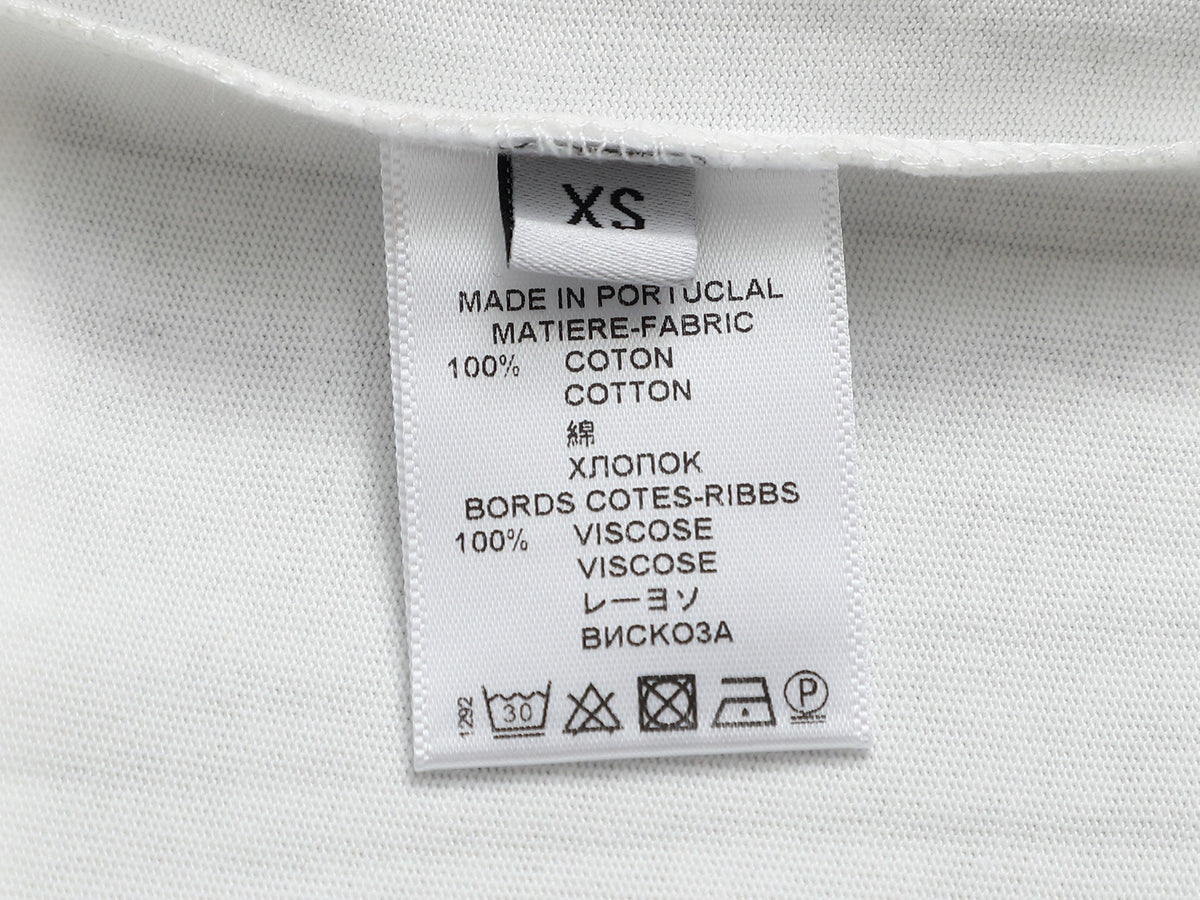 XS
MADE IN PORTUCLAL
MATIERE-FABRIC
100% COTON
COTTON
綿
ХЛОПОК
BORDS COTES-RIBBS
100% VISCOSE
VISCOSE
レーヨソ
ВИСКОЗА
1292
30
P